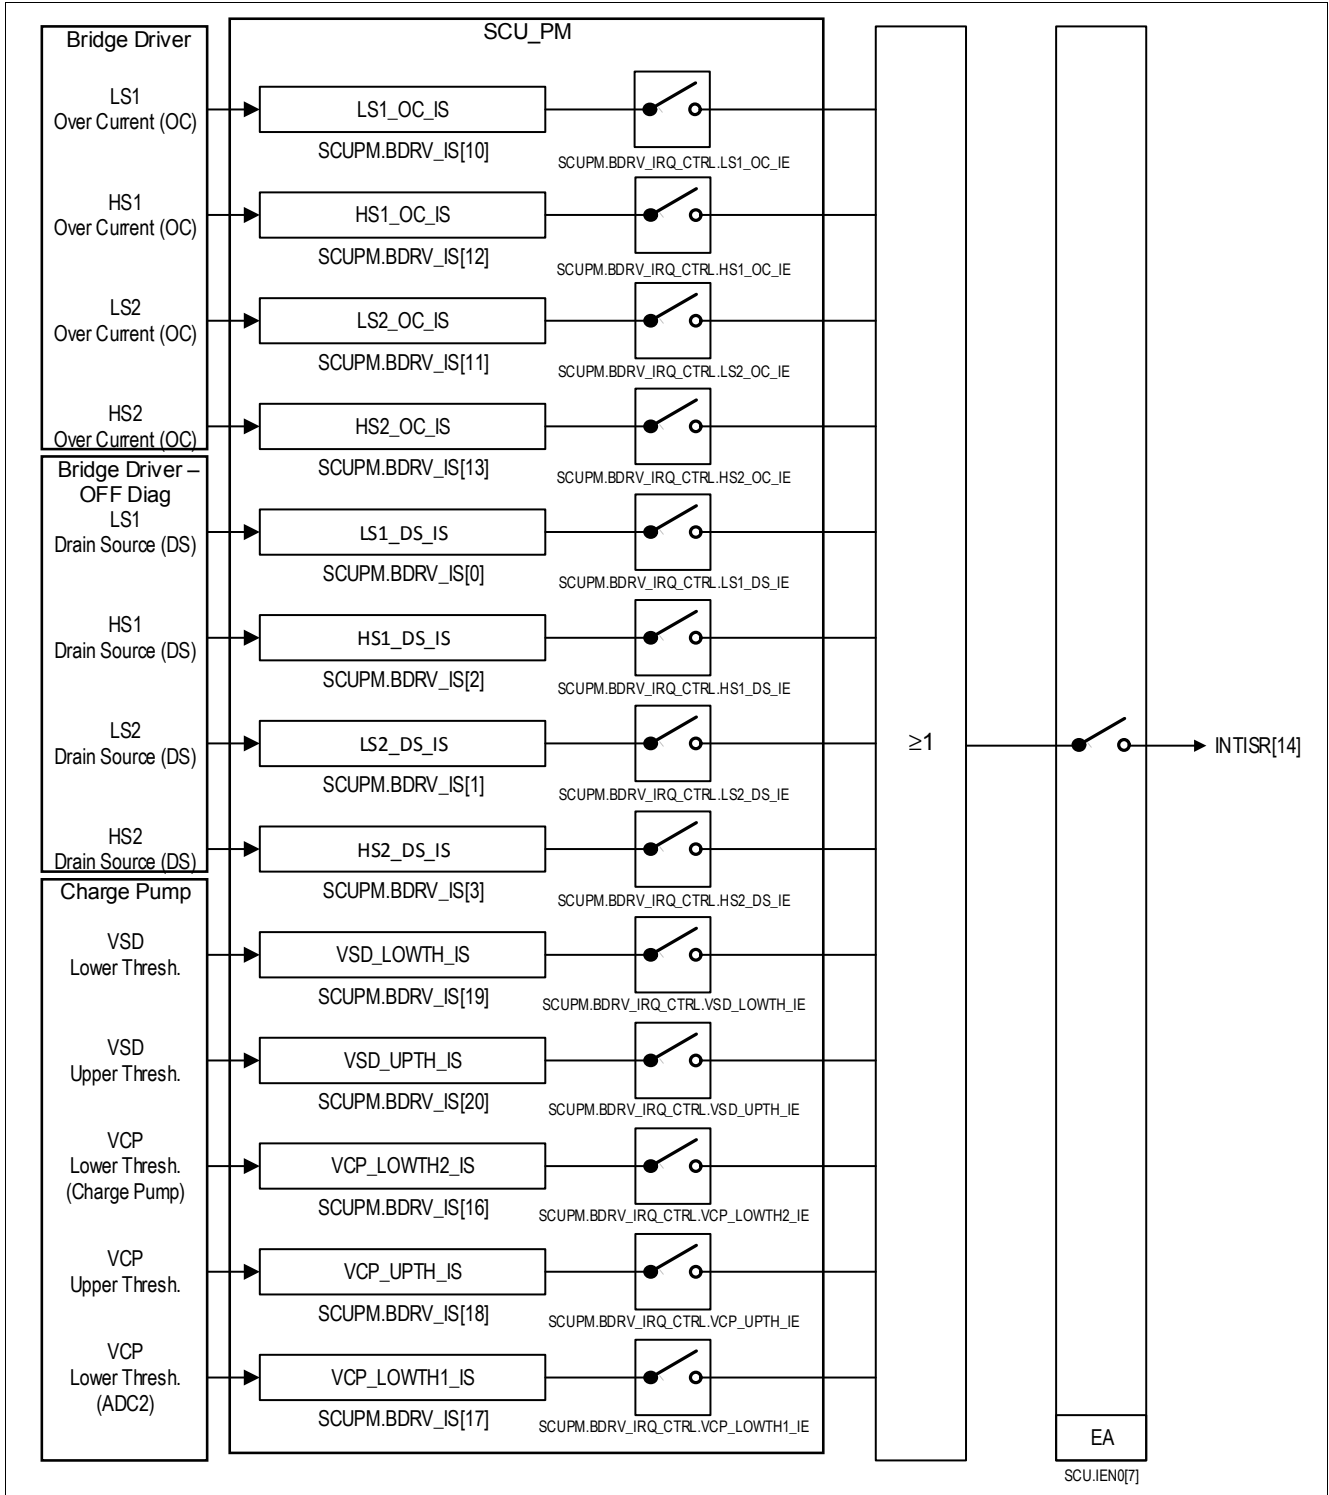 SCU_PM
Bridge Driver
LS1
Over Current (OC)
LS1_OC_IS
SCUPM.BDRV_IS[10]
SCUPM.BDRV_IRQ_CTRL.LS1_OC_IE
HS1
Over Current (OC)
HS1_OC_IS
SCUPM.BDRV_IS[12]
SCUPM.BDRV_IRQ_CTRL.HS1_OC_IE
LS2
Over Current (OC)
LS2_OC_IS
SCUPM.BDRV_IS[11]
SCUPM.BDRV_IRQ_CTRL.LS2_OC_IE
HS2
Over Current (OC)
HS2_OC_IS
SCUPM.BDRV_IS[13]
SCUPM.BDRV_IRQ_CTRL.HS2_OC_IE
Bridge Driver –
OFF Diag
LS1
Drain Source (DS)
LS1_DS_IS
SCUPM.BDRV_IS[0]
SCUPM.BDRV_IRQ_CTRL.LS1_DS_IE
HS1
Drain Source (DS)
HS1_DS_IS
SCUPM.BDRV_IS[2]
SCUPM.BDRV_IRQ_CTRL.HS1_DS_IE
LS2
Drain Source (DS)
LS2_DS_IS
SCUPM.BDRV_IS[1]
SCUPM.BDRV_IRQ_CTRL.LS2_DS_IE
≥1
INTISR[14]
HS2
Drain Source (DS)
HS2_DS_IS
SCUPM.BDRV_IS[3]
SCUPM.BDRV_IRQ_CTRL.HS2_DS_IE
Charge Pump
VSD
Lower Thresh.
VSD_LOWTH_IS
SCUPM.BDRV_IS[19]
SCUPM.BDRV_IRQ_CTRL.VSD_LOWTH_IE
VSD
Upper Thresh.
VSD_UPTH_IS
SCUPM.BDRV_IS[20]
SCUPM.BDRV_IRQ_CTRL.VSD_UPTH_IE
VCP
Lower Thresh.
(Charge Pump)
VCP_LOWTH2_IS
SCUPM.BDRV_IS[16]
SCUPM.BDRV_IRQ_CTRL.VCP_LOWTH2_IE
VCP
Upper Thresh.
VCP_UPTH_IS
SCUPM.BDRV_IS[18]
SCUPM.BDRV_IRQ_CTRL.VCP_UPTH_IE
VCP
Lower Thresh.
(ADC2)
VCP_LOWTH1_IS
SCUPM.BDRV_IS[17]
SCUPM.BDRV_IRQ_CTRL.VCP_LOWTH1_IE
EA
SCU.IEN0[7]